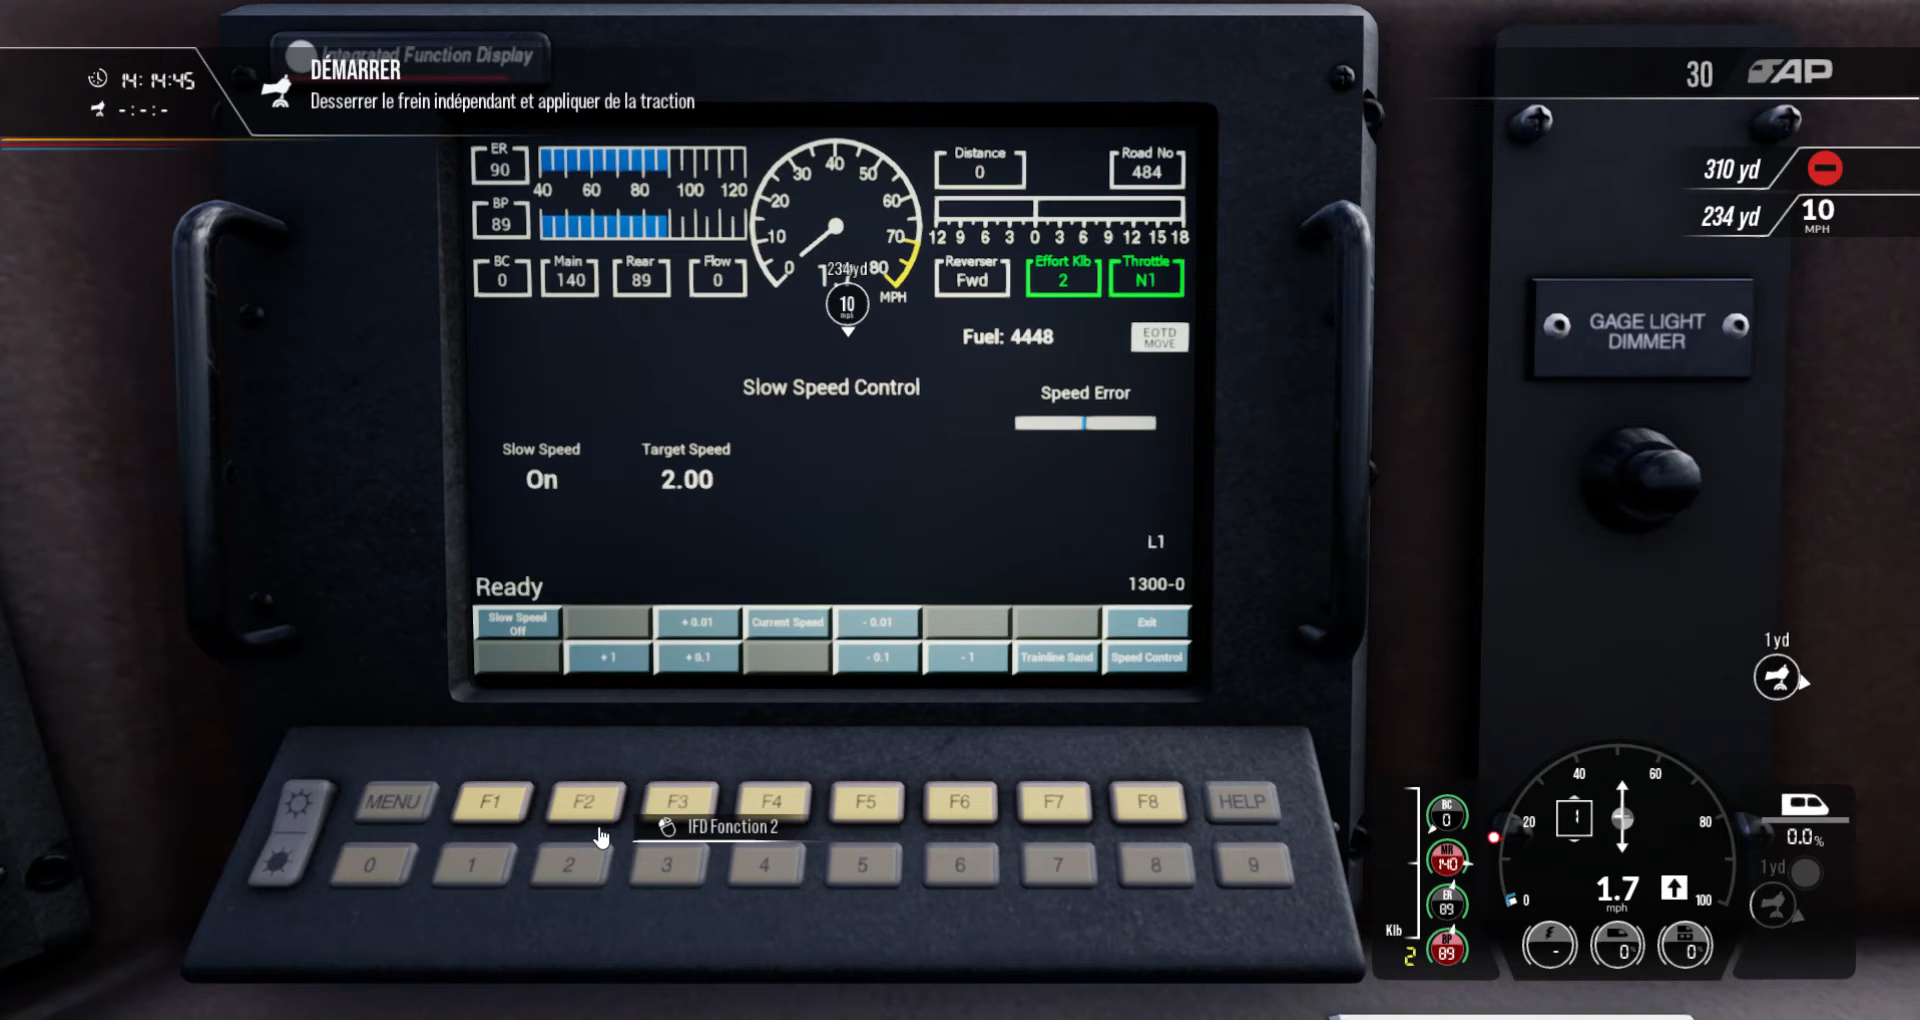 Integrated Function Display
14:14:45
-:-:-
DÉMARRER
Desserrer le frein indépendant et appliquer de la traction
30
310 yd
234 yd
10
MPH
ER
90
40 60 80 100 120
BP
89
BC
0
Main
140
Rear
89
Flow
0
0 10 20 30 40 50 60 70 80
MPH
234yd
10
mph
Distance
0
Road No
484
12 9 6 3 0 3 6 9 12 15 18
Reverser
Fwd
Effort Klb
2
Throttle
N1
Fuel: 4448
EOTD
MOVE
Slow Speed Control
Speed Error
Slow Speed
On
Target Speed
2.00
L1
Ready
1300-0
Slow Speed
Off
+ 0.01
Current Speed
- 0.01
Exit
+ 1
+ 0.1
- 0.1
- 1
Trainline Sand
Speed Control
GAGE LIGHT
DIMMER
MENU F1 F2 F3 F4 F5 F6 F7 F8 HELP
IFD Fonction 2
0 1 2 3 4 5 6 7 8 9
1 yd
BC
0
MR
140
ER
89
BP
89
Klb
2
0 20 40 60 80 100
1
1.7
mph
-
0%
0%
0.0%
1yd